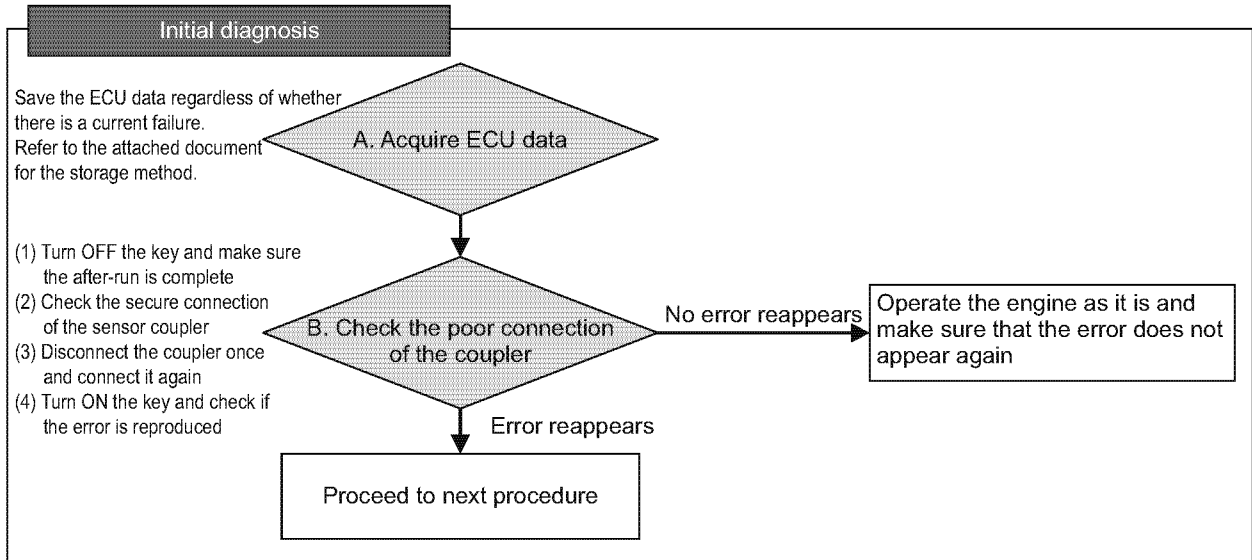 Initial diagnosis
Save the ECU data regardless of whether
there is a current failure.
Refer to the attached document
for the storage method.
A. Acquire ECU data
(1) Turn OFF the key and make sure
the after-run is complete
(2) Check the secure connection
of the sensor coupler
(3) Disconnect the coupler once
and connect it again
(4) Turn ON the key and check if
the error is reproduced
B. Check the poor connection
of the coupler
No error reappears
Operate the engine as it is and
make sure that the error does not
appear again
Error reappears
Proceed to next procedure